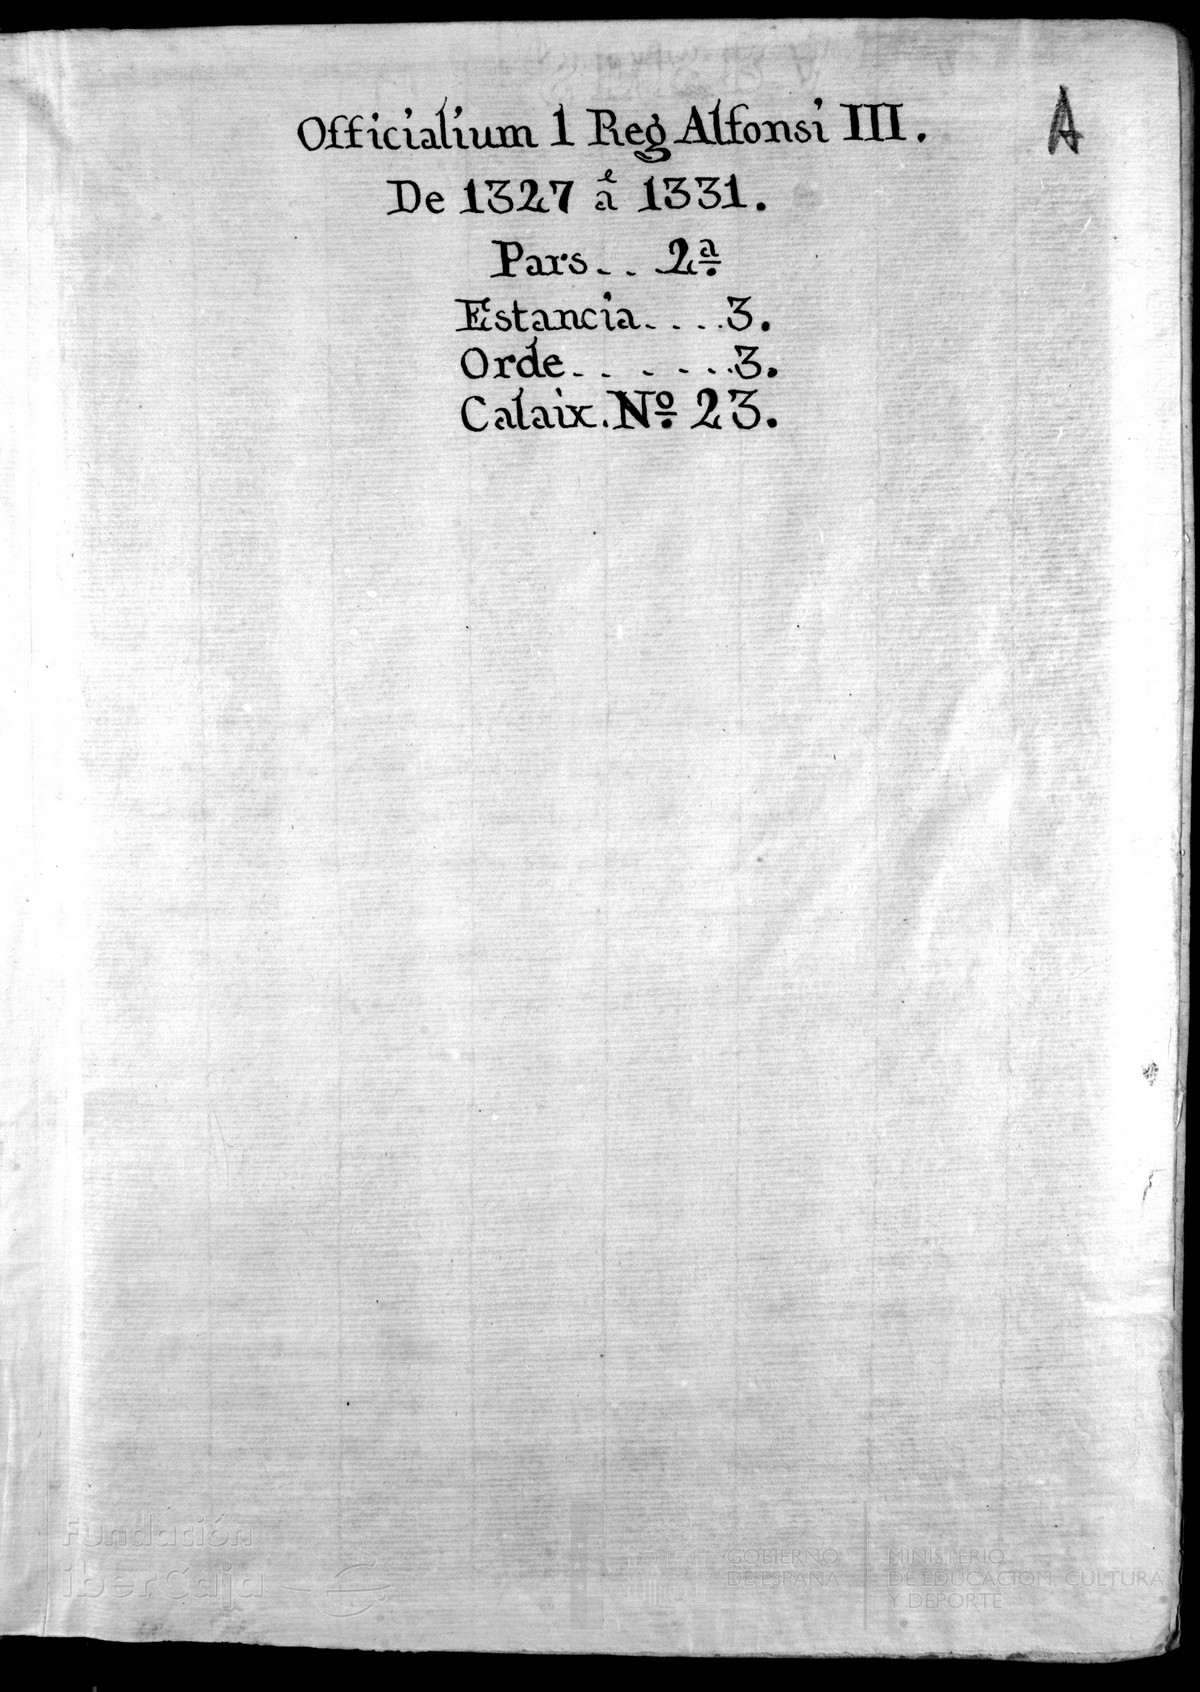 Officialium 1 Reg Alfonsi III.
A
De 1327 á 1331.
Pars.. 2ª
Estancia....3.
Orde......3.
Calaix. Nº 23.
Fundación
iberCaja
GOBIERNO
DE ESPAÑA
MINISTERIO
DE EDUCACIÓN, CULTURA
Y DEPORTE